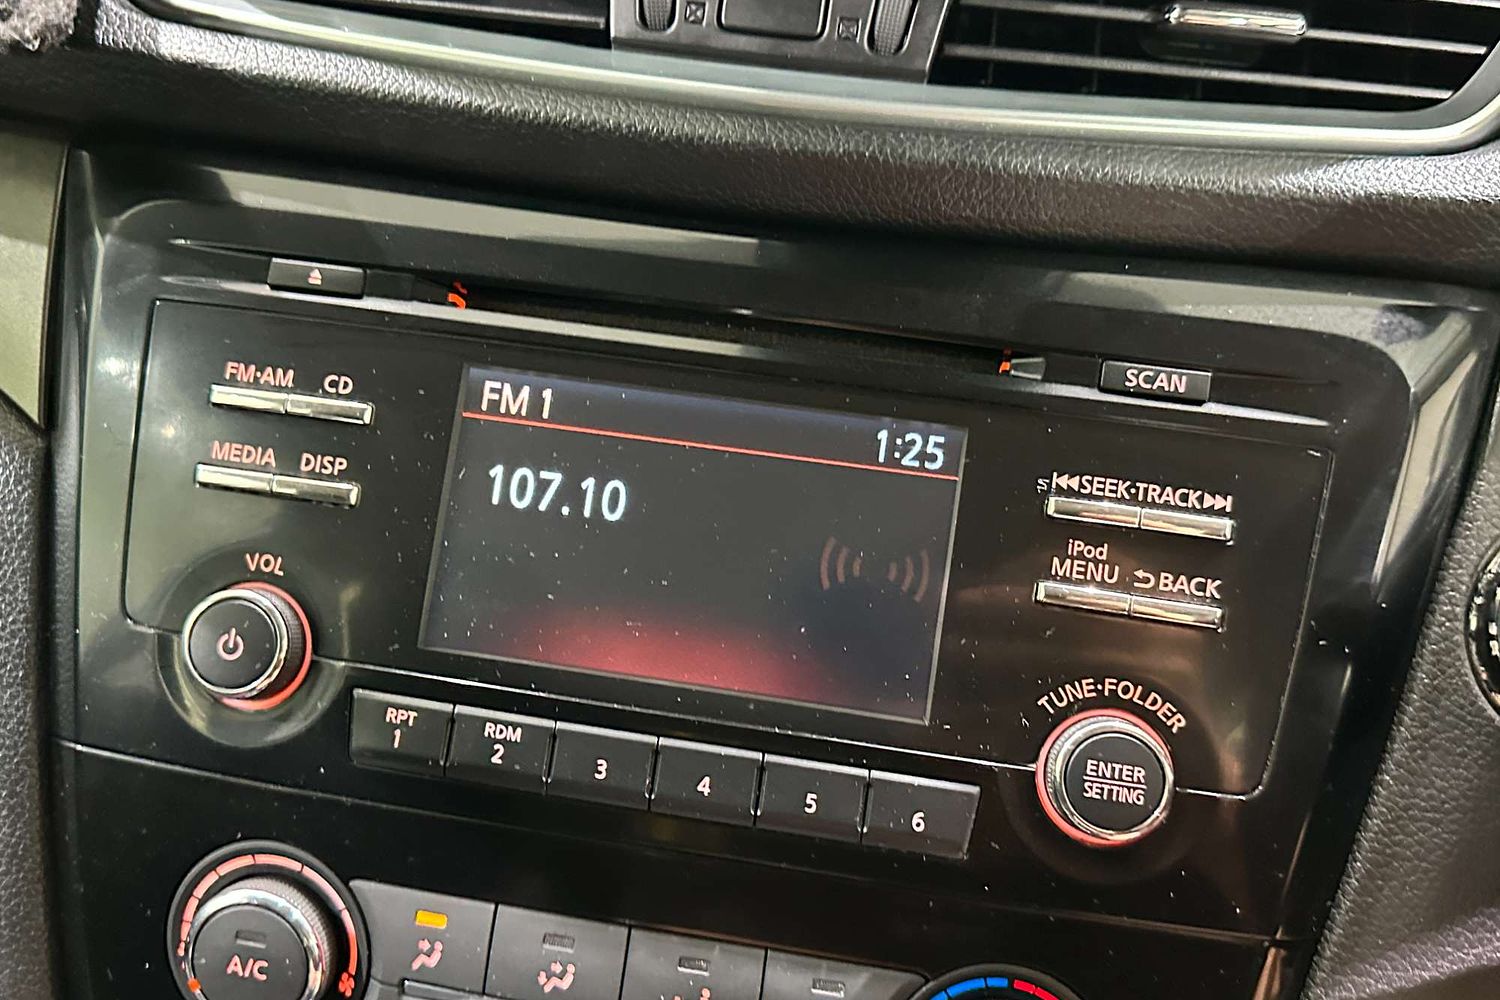 SCAN
FM·AM CD
FM 1
1:25
MEDIA DISP
107.10
SEEK·TRACK
iPod
MENU BACK
VOL
TUNE·FOLDER
RPT
1
RDM
2
3
4
5
6
ENTER
SETTING
A/C